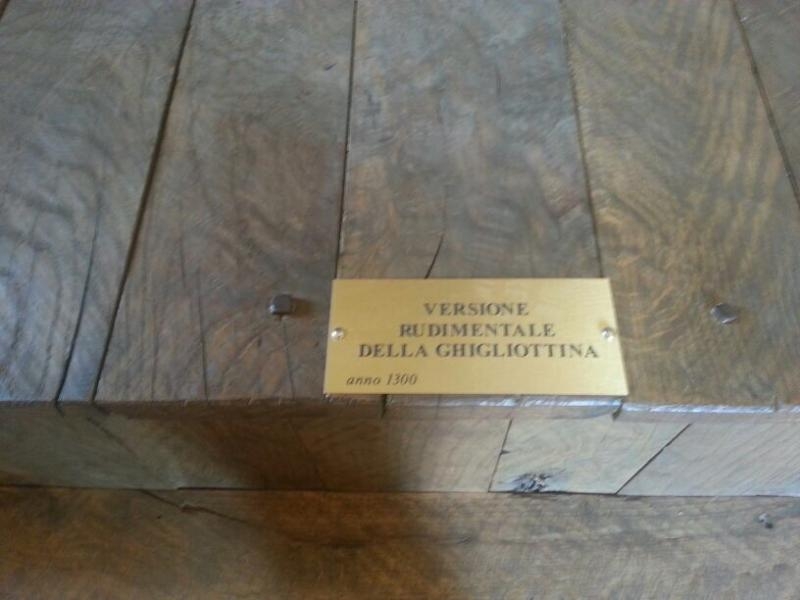 VERSIONE
RUDIMENTALE
DELLA GHIGLIOTTINA
anno 1300